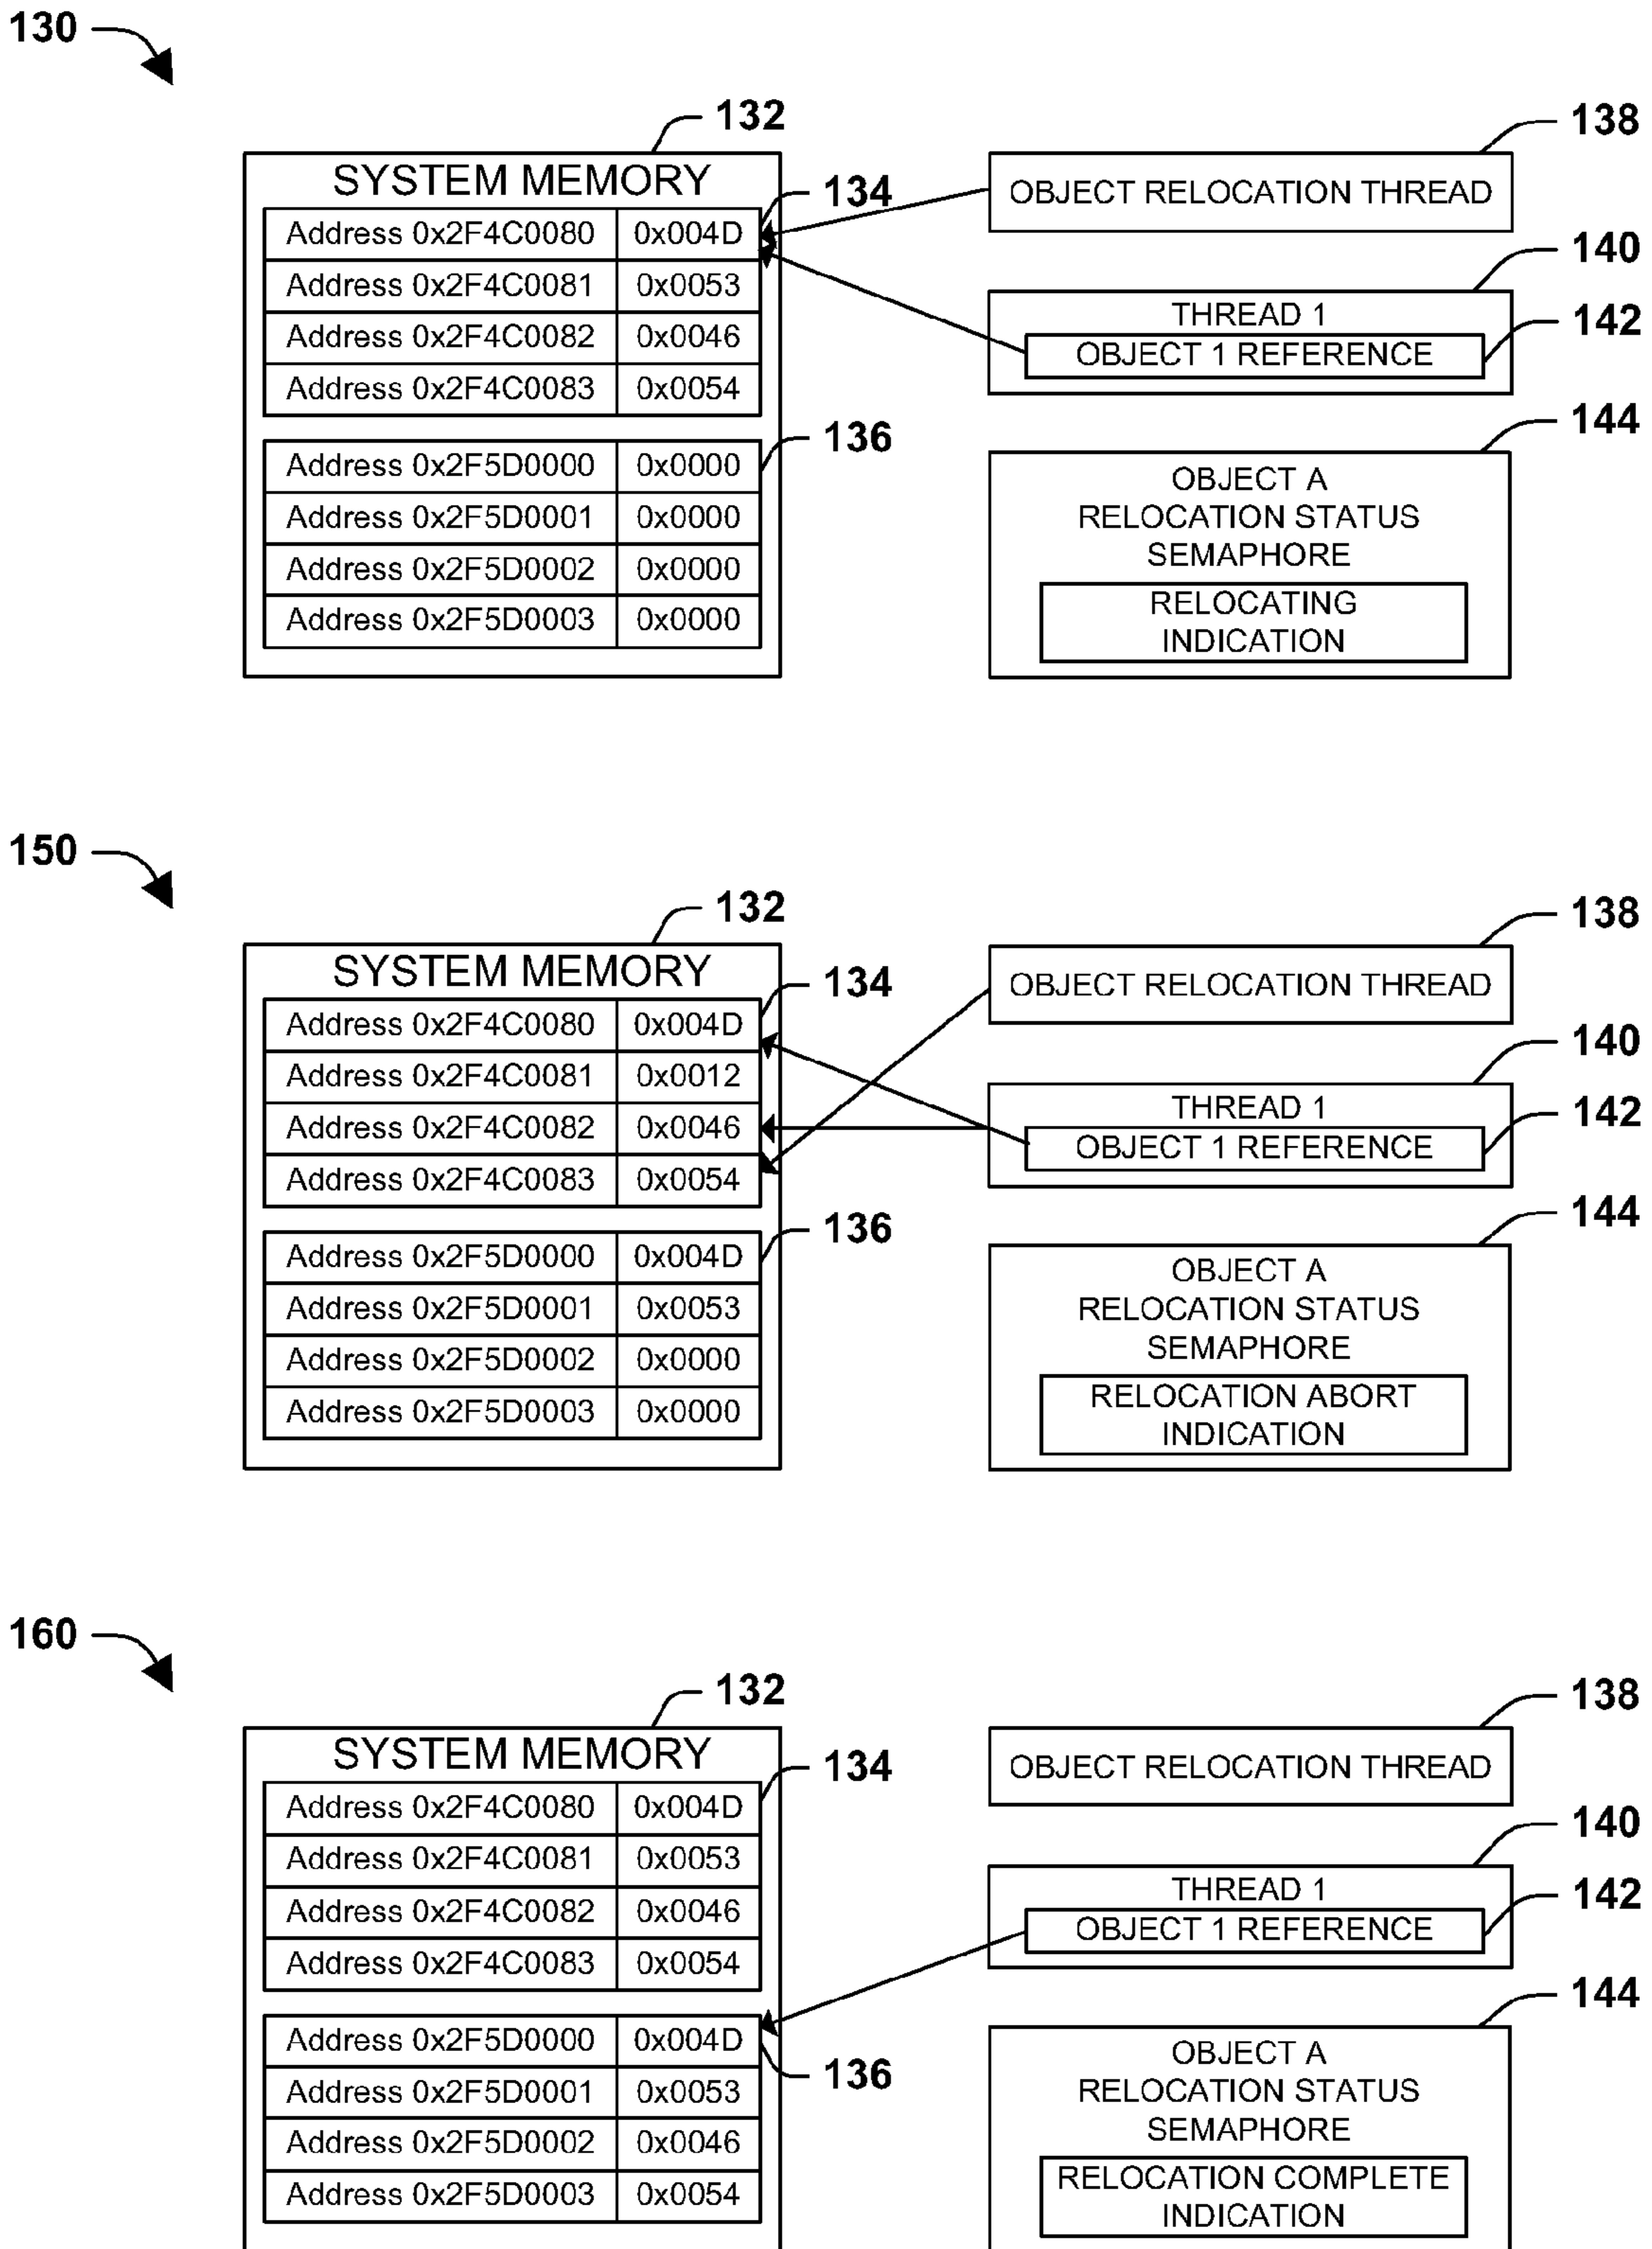 130
132
138
SYSTEM MEMORY
134
OBJECT RELOCATION THREAD
Address 0x2F4C0080 0x004D
140
Address 0x2F4C0081 0x0053
THREAD 1
142
Address 0x2F4C0082 0x0046
OBJECT 1 REFERENCE
Address 0x2F4C0083 0x0054
144
136
Address 0x2F5D0000 0x0000
OBJECT A
Address 0x2F5D0001 0x0000
RELOCATION STATUS
SEMAPHORE
Address 0x2F5D0002 0x0000
RELOCATING
Address 0x2F5D0003 0x0000
INDICATION
150
132
138
SYSTEM MEMORY
134
OBJECT RELOCATION THREAD
Address 0x2F4C0080 0x004D
140
Address 0x2F4C0081 0x0012
THREAD 1
142
Address 0x2F4C0082 0x0046
OBJECT 1 REFERENCE
Address 0x2F4C0083 0x0054
144
136
Address 0x2F5D0000 0x004D
OBJECT A
Address 0x2F5D0001 0x0053
RELOCATION STATUS
SEMAPHORE
Address 0x2F5D0002 0x0000
RELOCATION ABORT
Address 0x2F5D0003 0x0000
INDICATION
160
132
138
SYSTEM MEMORY
134
OBJECT RELOCATION THREAD
Address 0x2F4C0080 0x004D
140
Address 0x2F4C0081 0x0053
THREAD 1
142
Address 0x2F4C0082 0x0046
OBJECT 1 REFERENCE
Address 0x2F4C0083 0x0054
144
Address 0x2F5D0000 0x004D
OBJECT A
136
Address 0x2F5D0001 0x0053
RELOCATION STATUS
SEMAPHORE
Address 0x2F5D0002 0x0046
RELOCATION COMPLETE
Address 0x2F5D0003 0x0054
INDICATION